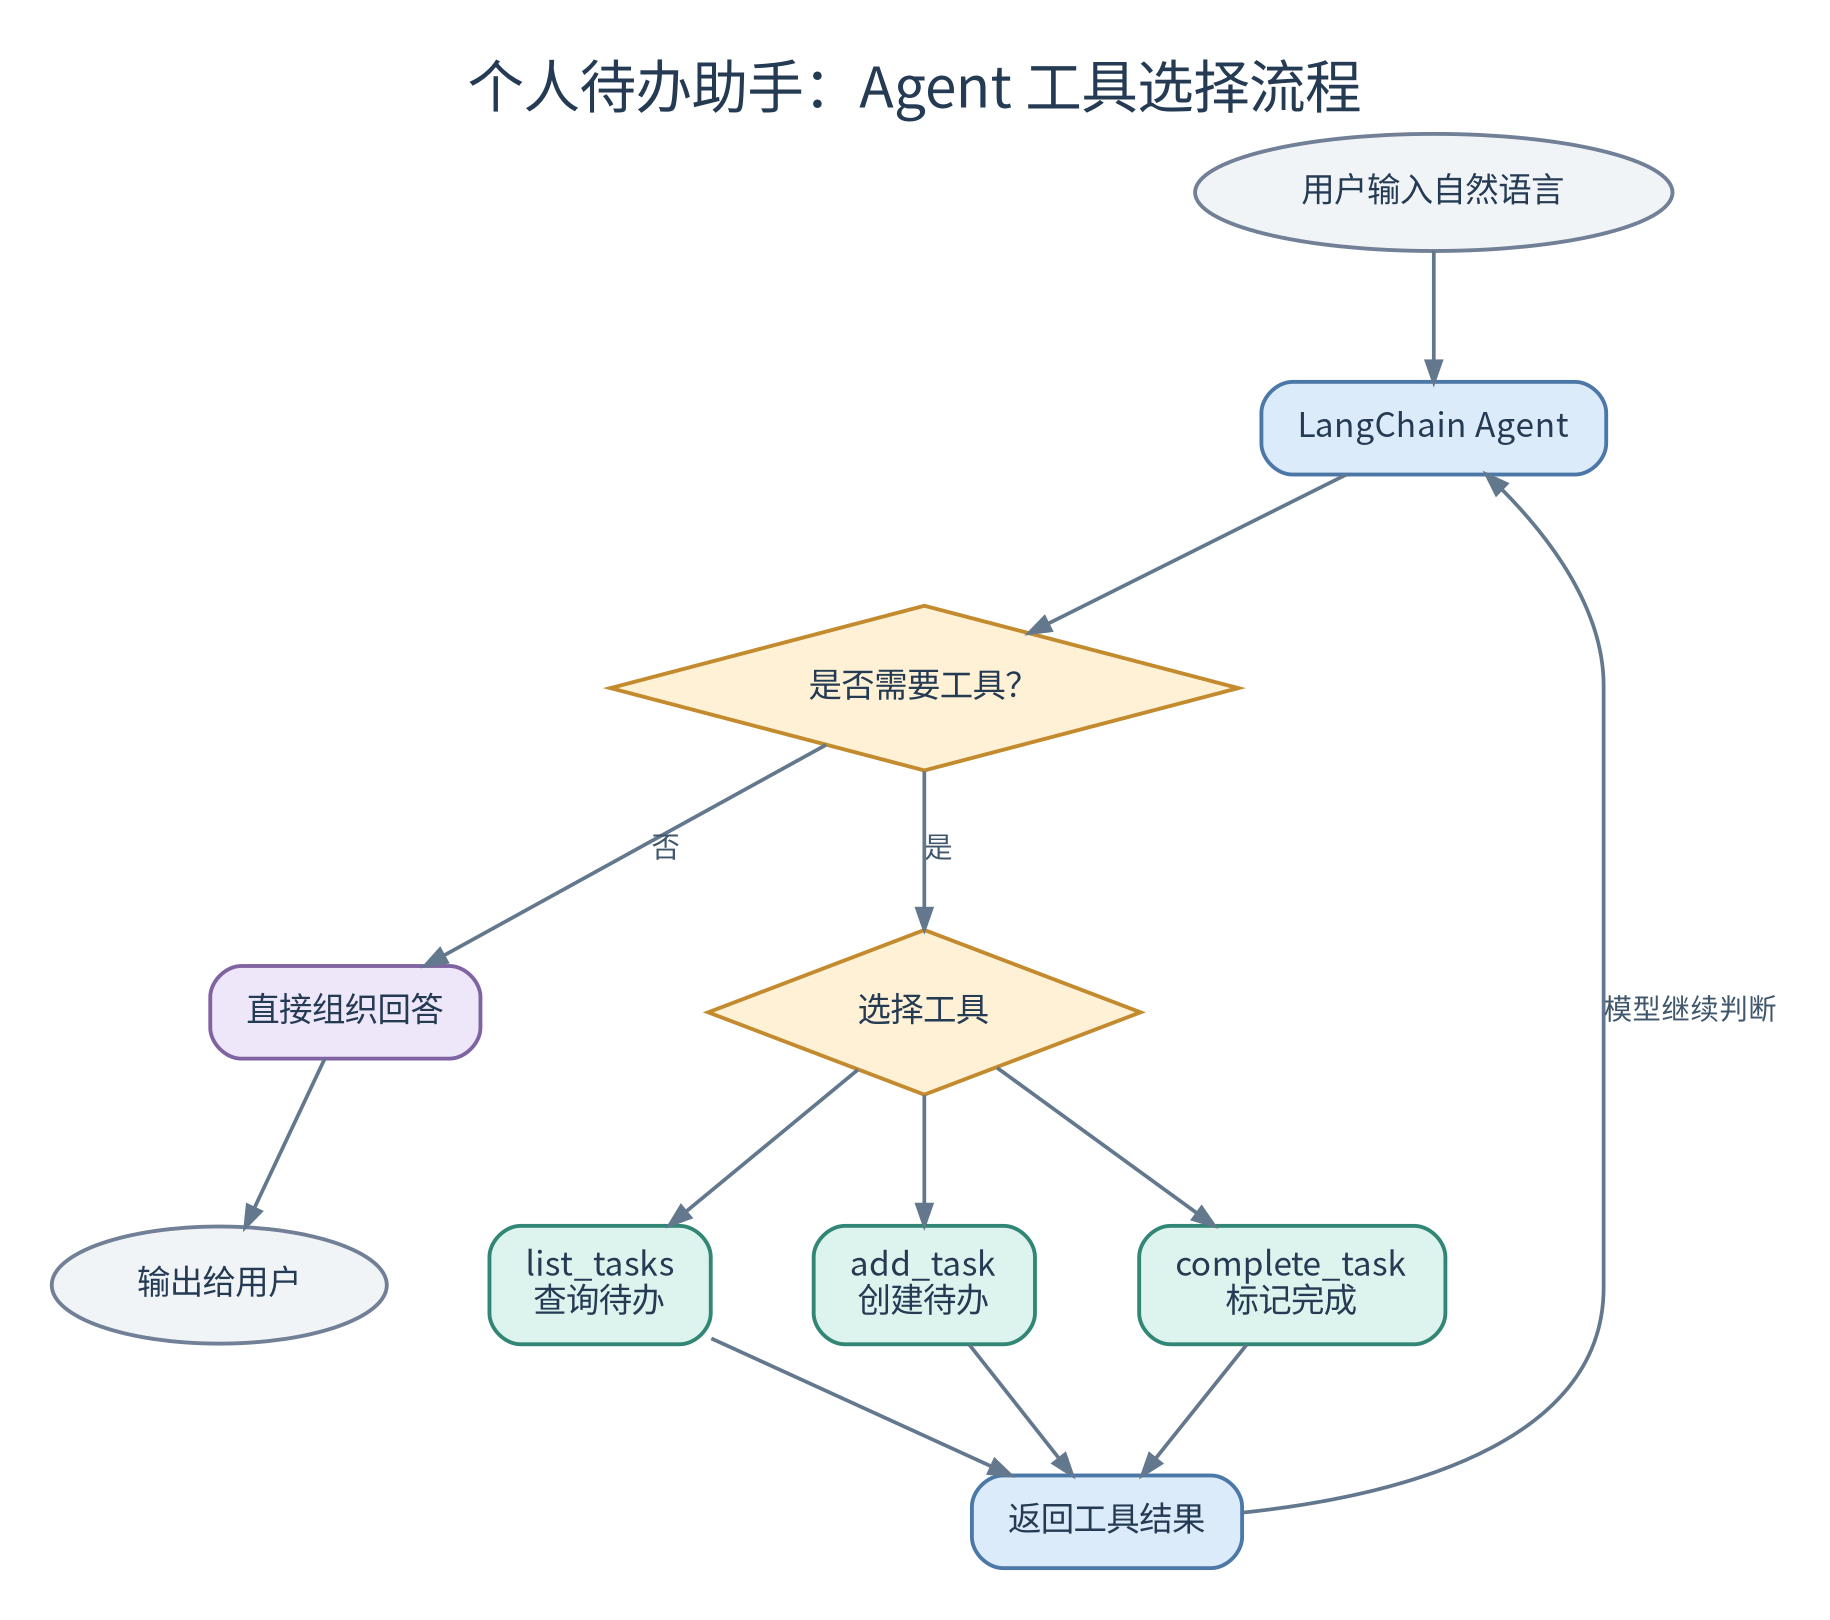 个人待办助手：Agent 工具选择流程
用户输入自然语言
LangChain Agent
是否需要工具？
否
是
直接组织回答
选择工具
模型继续判断
输出给用户
list_tasks
查询待办
add_task
创建待办
complete_task
标记完成
返回工具结果